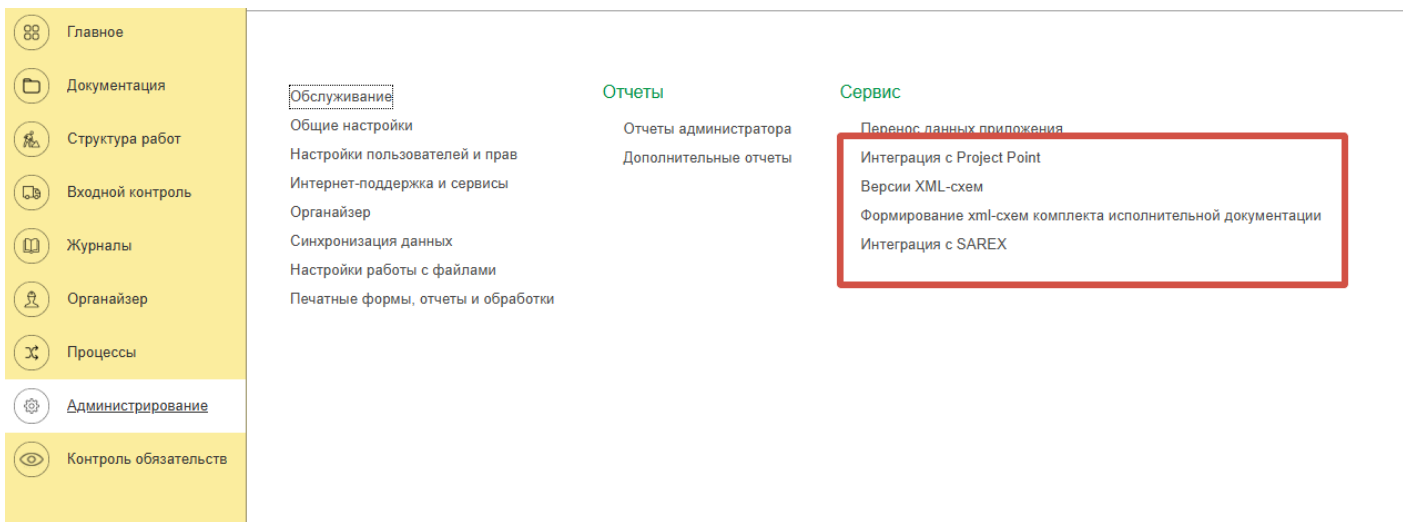 Главное
Документация
Структура работ
Входной контроль
Журналы
Органайзер
Процессы
Администрирование
Контроль обязательств
Обслуживание
Общие настройки
Настройки пользователей и прав
Интернет-поддержка и сервисы
Органайзер
Синхронизация данных
Настройки работы с файлами
Печатные формы, отчеты и обработки
Отчеты
Отчеты администратора
Дополнительные отчеты
Сервис
Перенос данных приложения
Интеграция с Project Point
Версии XML-схем
Формирование xml-схем комплекта исполнительной документации
Интеграция с SAREX